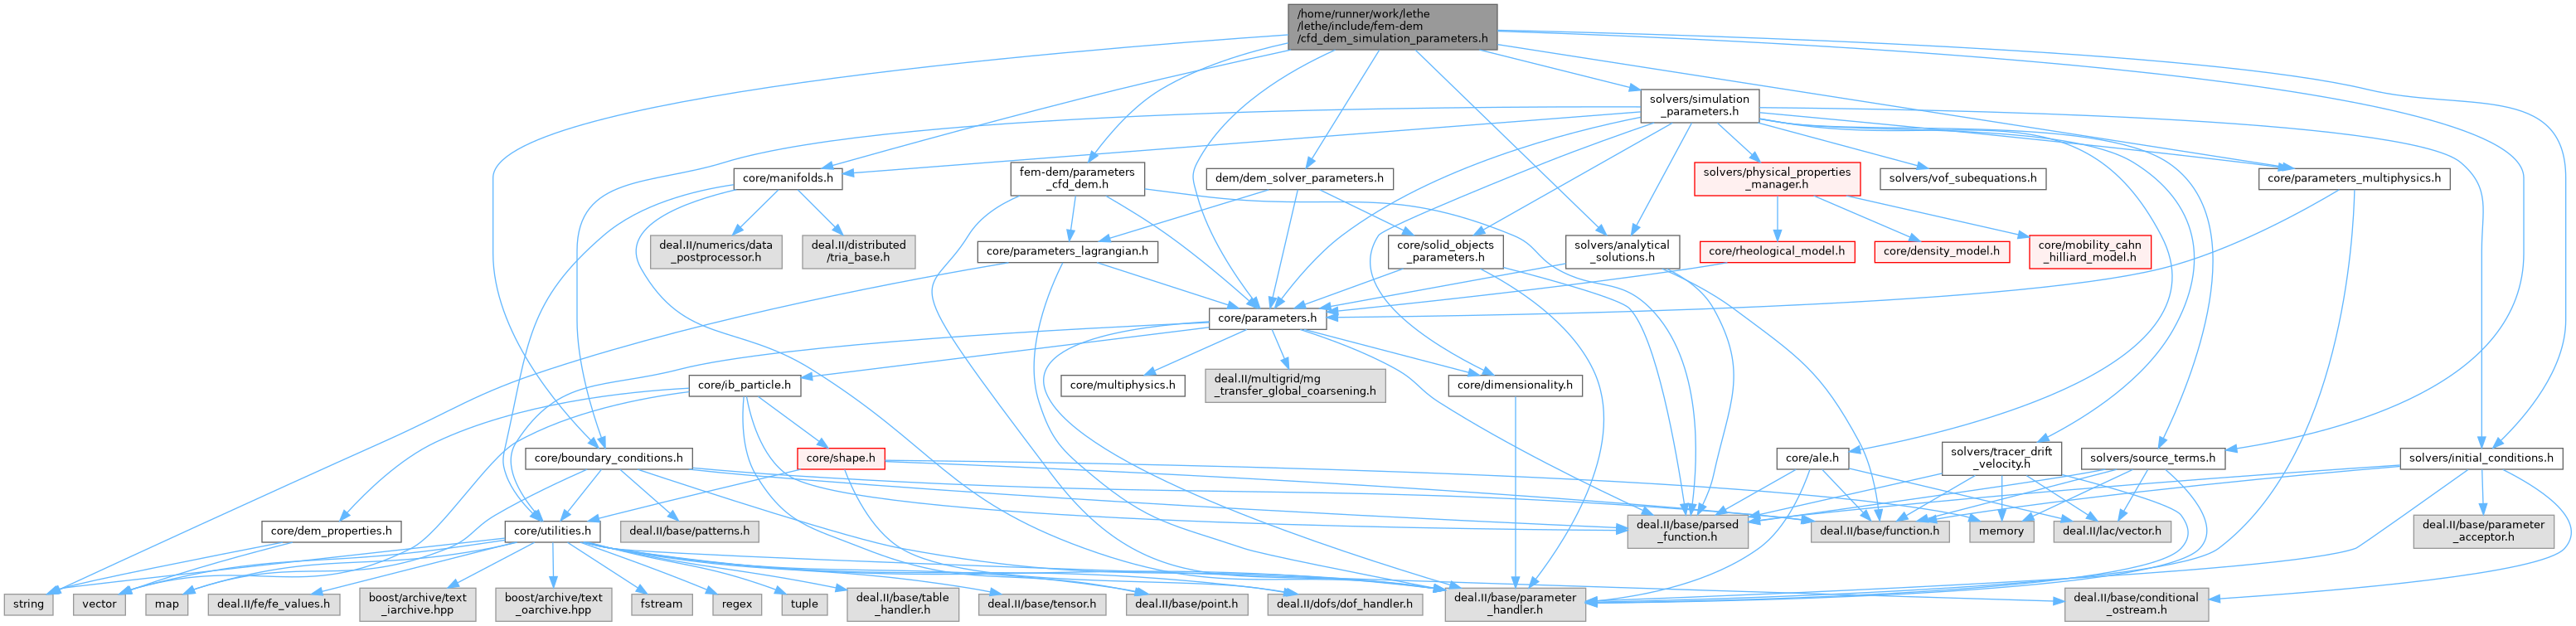 /home/runner/work/lethe
/lethe/include/fem-dem
/cfd_dem_simulation_parameters.h
solvers/simulation
_parameters.h
core/manifolds.h
fem-dem/parameters
_cfd_dem.h
dem/dem_solver_parameters.h
solvers/physical_properties
_manager.h
solvers/vof_subequations.h
core/parameters_multiphysics.h
deal.II/numerics/data
_postprocessor.h
deal.II/distributed
/tria_base.h
core/parameters_lagrangian.h
core/solid_objects
_parameters.h
solvers/analytical
_solutions.h
core/rheological_model.h
core/density_model.h
core/mobility_cahn
_hilliard_model.h
core/parameters.h
core/ib_particle.h
core/multiphysics.h
deal.II/multigrid/mg
_transfer_global_coarsening.h
core/dimensionality.h
core/boundary_conditions.h
core/shape.h
core/ale.h
solvers/tracer_drift
_velocity.h
solvers/source_terms.h
solvers/initial_conditions.h
core/dem_properties.h
core/utilities.h
deal.II/base/patterns.h
deal.II/base/parsed
_function.h
deal.II/base/function.h
memory
deal.II/lac/vector.h
deal.II/base/parameter
_acceptor.h
string
vector
map
deal.II/fe/fe_values.h
boost/archive/text
_iarchive.hpp
boost/archive/text
_oarchive.hpp
fstream
regex
tuple
deal.II/base/table
_handler.h
deal.II/base/tensor.h
deal.II/base/point.h
deal.II/dofs/dof_handler.h
deal.II/base/parameter
_handler.h
deal.II/base/conditional
_ostream.h